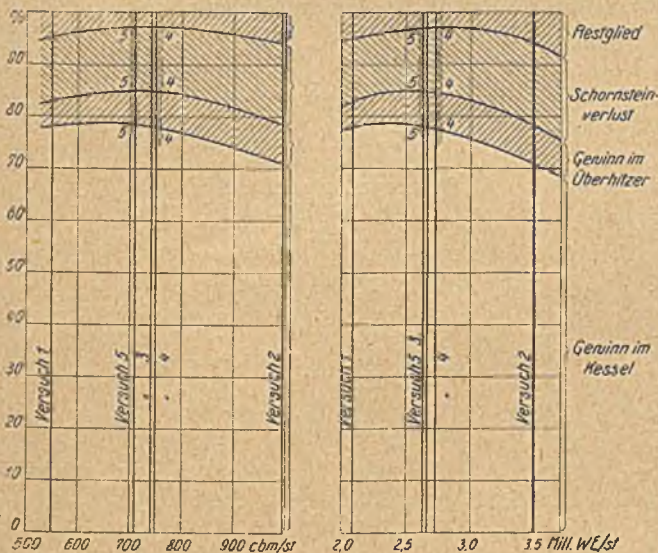 %
90
80
70
60
50
40
30
20
10
0
5 4
5 4
5 4
Versuch 1
Versuch 5
3
4
Versuch 2
500 600 700 800 900 cbm/st
3 4
5 4
5 4
Versuch 1
Versuch 5 3
4
Versuch 2
2,0 2,5 3,0 3,5 Mill. WE/st
Restglied
Schornstein-
verlust
Gewinn im
Überhitzer
Gewinn im
Kessel